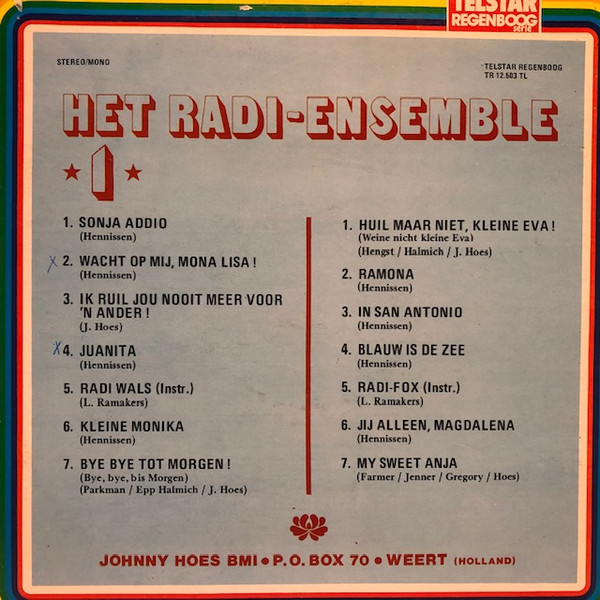 TELSTAR
REGENBOOG
serie
STEREO/MONO
TELSTAR REGENBOOG
TR 12.503 TL
HET RADI-ENSEMBLE
★ 1 ★
1. SONJA ADDIO
(Hennissen)
x 2. WACHT OP MIJ, MONA LISA!
(Hennissen)
3. IK RUIL JOU NOOIT MEER VOOR
'N ANDER!
(J. Hoes)
x 4. JUANITA
(Hennissen)
5. RADI WALS (Instr.)
(L. Ramakers)
6. KLEINE MONIKA
(Hennissen)
7. BYE BYE TOT MORGEN!
(Bye, bye, bis Morgen)
(Parkman / Epp Halmich / J. Hoes)
1. HUIL MAAR NIET, KLEINE EVA!
(Weine nicht kleine Eva)
(Hengst / Halmich / J. Hoes)
2. RAMONA
(Hennissen)
3. IN SAN ANTONIO
(Hennissen)
4. BLAUW IS DE ZEE
(Hennissen)
5. RADI-FOX (Instr.)
(L. Ramakers)
6. JIJ ALLEEN, MAGDALENA
(Hennissen)
7. MY SWEET ANJA
(Farmer / Jenner / Gregory / Hoes)
JOHNNY HOES BMI • P.O. BOX 70 • WEERT (HOLLAND)